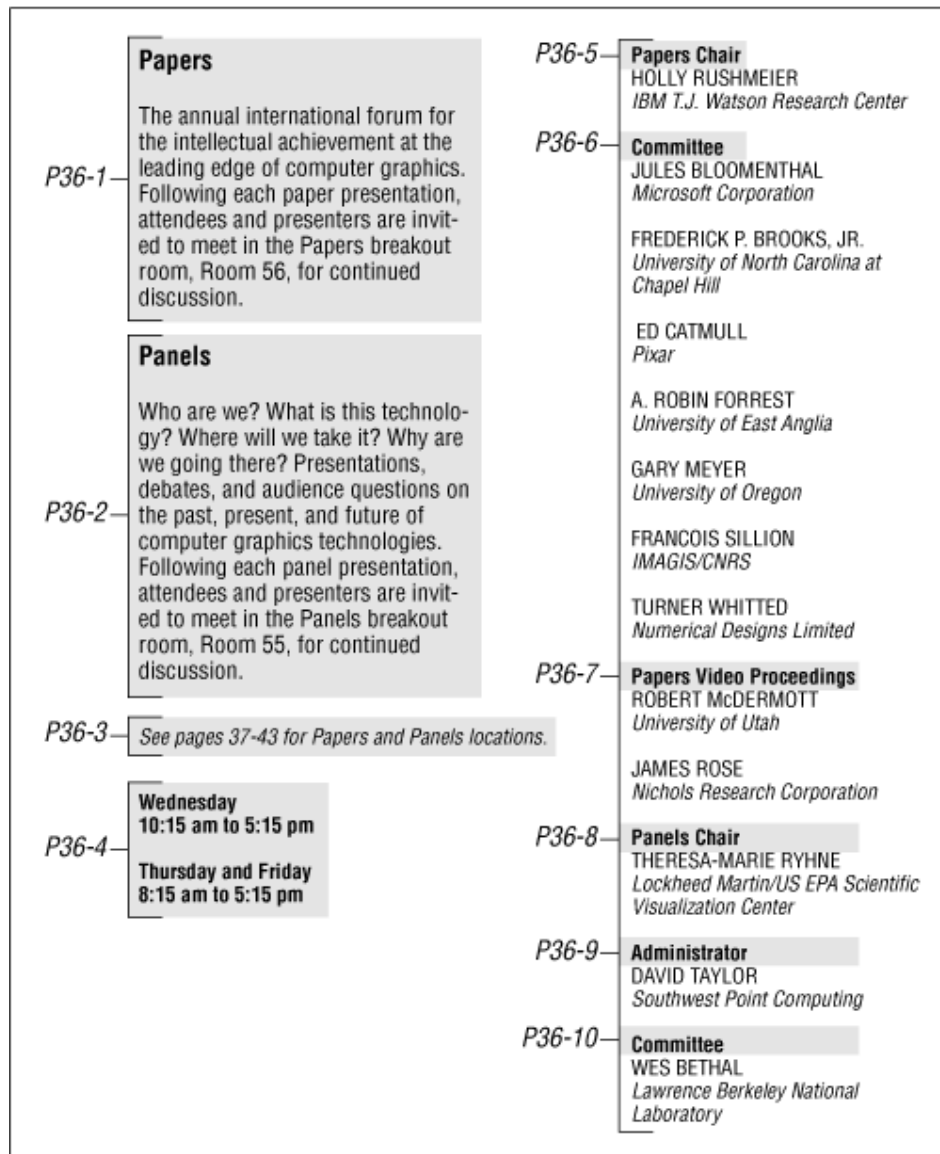 P36-1
Papers
The annual international forum for
the intellectual achievement at the
leading edge of computer graphics.
Following each paper presentation,
attendees and presenters are invit-
ed to meet in the Papers breakout
room, Room 56, for continued
discussion.
P36-2
Panels
Who are we? What is this technolo-
gy? Where will we take it? Why are
we going there? Presentations,
debates, and audience questions on
the past, present, and future of
computer graphics technologies.
Following each panel presentation,
attendees and presenters are invit-
ed to meet in the Panels breakout
room, Room 55, for continued
discussion.
P36-3
See pages 37-43 for Papers and Panels locations.
P36-4
Wednesday
10:15 am to 5:15 pm
Thursday and Friday
8:15 am to 5:15 pm
P36-5
Papers Chair
HOLLY RUSHMEIER
IBM T.J. Watson Research Center
P36-6
Committee
JULES BLOOMENTHAL
Microsoft Corporation
FREDERICK P. BROOKS, JR.
University of North Carolina at
Chapel Hill
ED CATMULL
Pixar
A. ROBIN FORREST
University of East Anglia
GARY MEYER
University of Oregon
FRANCOIS SILLION
IMAGIS/CNRS
TURNER WHITTED
Numerical Designs Limited
P36-7
Papers Video Proceedings
ROBERT McDERMOTT
University of Utah
JAMES ROSE
Nichols Research Corporation
P36-8
Panels Chair
THERESA-MARIE RYHNE
Lockheed Martin/US EPA Scientific
Visualization Center
P36-9
Administrator
DAVID TAYLOR
Southwest Point Computing
P36-10
Committee
WES BETHAL
Lawrence Berkeley National
Laboratory